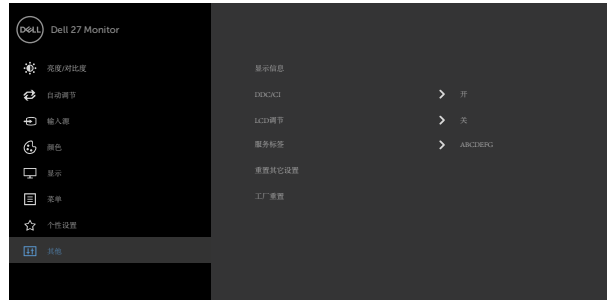 DELL Dell 27 Monitor
亮度/对比度
自动调节
输入源
颜色
显示
菜单
个性设置
其他
显示信息
DDC/CI 开
LCD调节 关
服务标签 ABCDEFG
重置其它设置
工厂重置